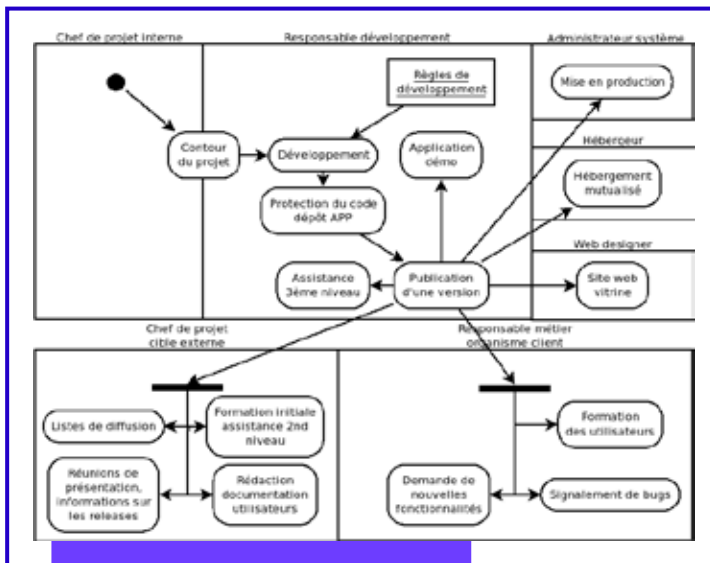 Chef de projet interne
Responsable développement
Administrateur système
Règles de
développement
Mise en production
Contour
du projet
Développement
Application
démo
Hébergeur
Hébergement
mutualisé
Protection du code
dépôt APP
Web designer
Assistance
3ème niveau
Publication
d'une version
Site web
vitrine
Chef de projet
cible externe
Responsable métier
organisme client
Listes de diffusion
Formation initiale
assistance 2nd
niveau
Formation
des utilisateurs
Réunions de
présentation,
informations sur
les releases
Rédaction
documentation
utilisateurs
Demande de
nouvelles
fonctionnalités
Signalement de bugs